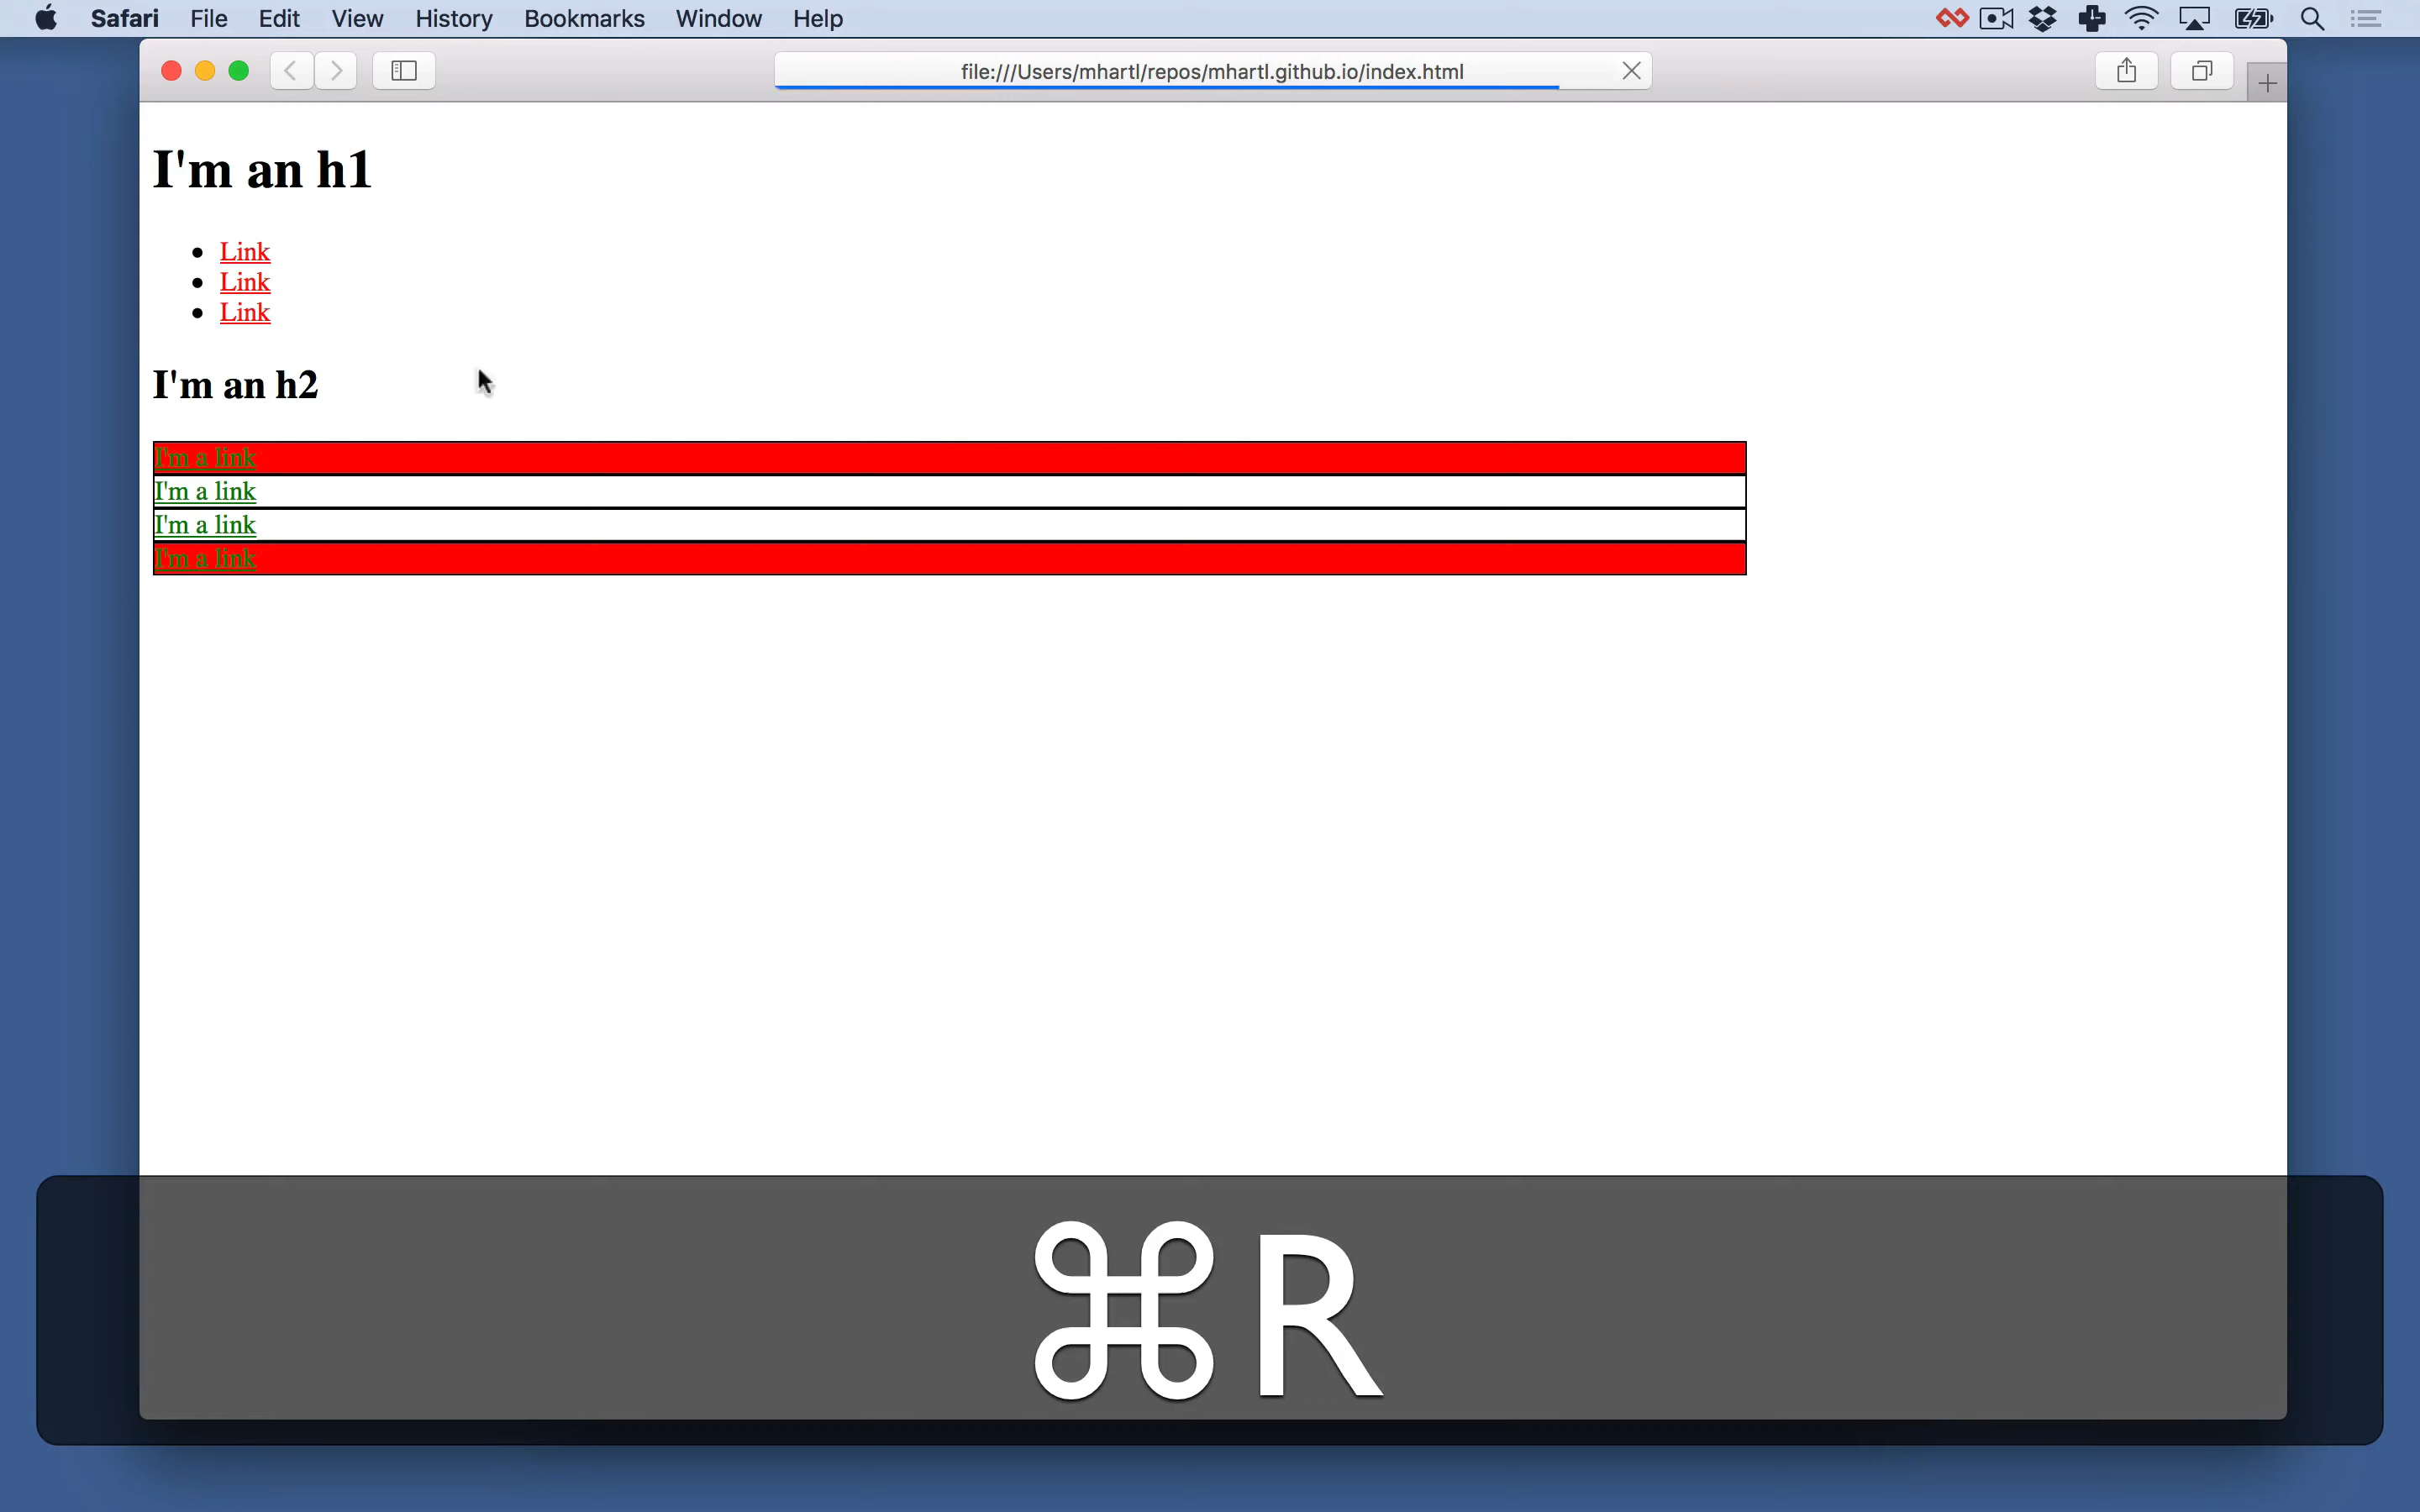 Safari File Edit View History Bookmarks Window Help
file:///Users/mhartl/repos/mhartl.github.io/index.html
I'm an h1
Link
Link
Link
I'm an h2
I'm a link
I'm a link
I'm a link
I'm a link
⌘R